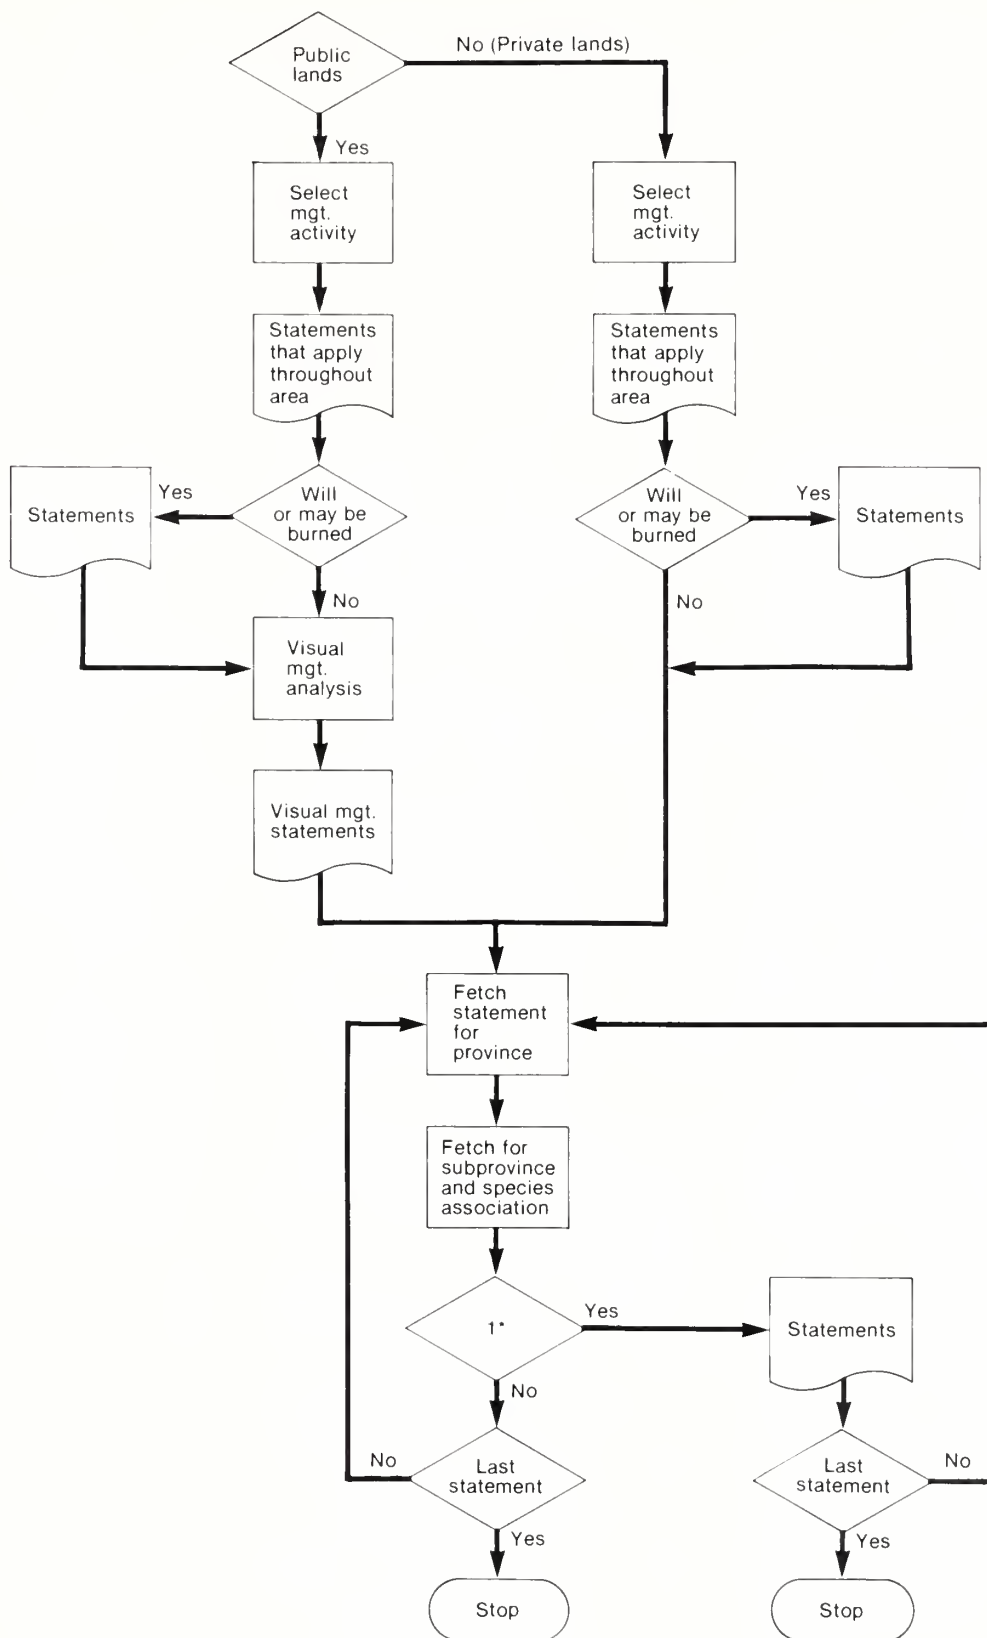 Public
lands
No (Private lands)
Yes
Select
mgt.
activity
Select
mgt.
activity
Statements
that apply
throughout
area
Statements
that apply
throughout
area
Statements
Yes
Will
or may be
burned
Will
or may be
burned
Yes
Statements
No
No
Visual
mgt.
analysis
Visual mgt.
statements
Fetch
statement
for
province
Fetch for
subprovince
and species
association
1*
Yes
Statements
No
No
Last
statement
Last
statement
No
Yes
Yes
Stop
Stop